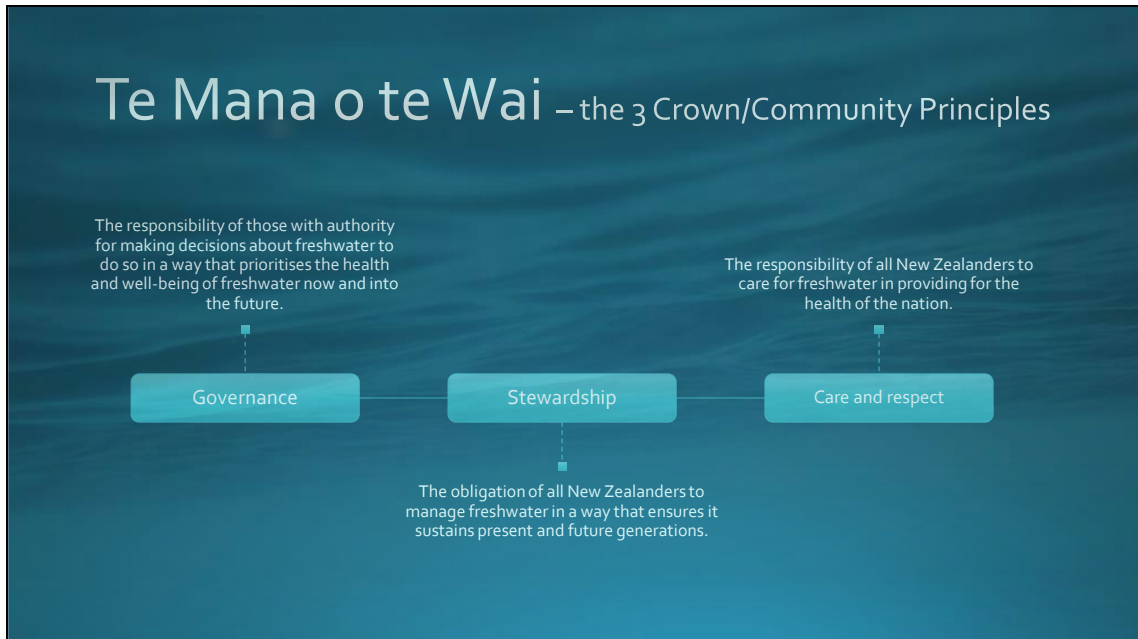 Te Mana o te Wai – the 3 Crown/Community Principles
The responsibility of those with authority
for making decisions about freshwater to
do so in a way that prioritises the health
and well-being of freshwater now and into
the future.
The responsibility of all New Zealanders to
care for freshwater in providing for the
health of the nation.
Governance
Stewardship
Care and respect
The obligation of all New Zealanders to
manage freshwater in a way that ensures it
sustains present and future generations.